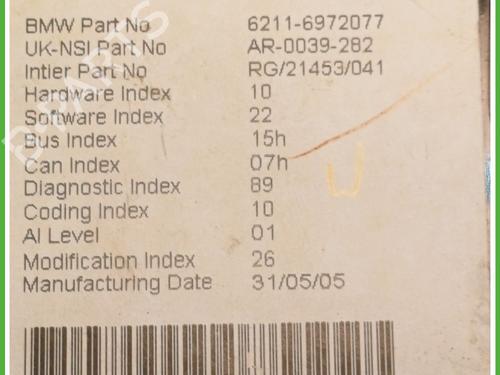 BMW Part No 6211-6972077
UK-NSI Part No AR-0039-282
Intier Part No RG/21453/041
Hardware Index 10
Software Index 22
Bus Index 15h
Can Index 07h
Diagnostic Index 89
Coding Index 10
AI Level 01
Modification Index 26
Manufacturing Date 31/05/05